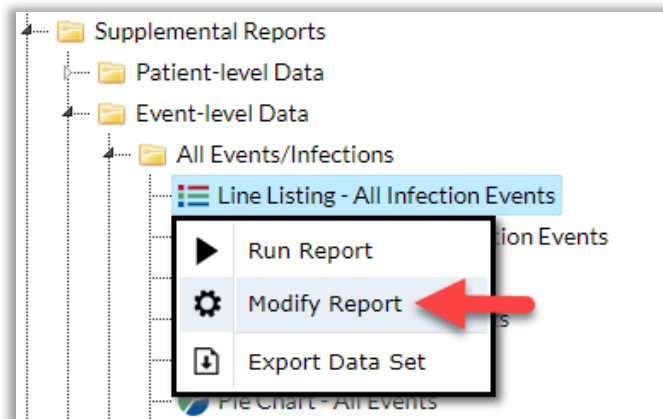 Supplemental Reports
Patient-level Data
Event-level Data
All Events/Infections
Line Listing - All Infection Events
ion Events
Run Report
Modify Report
Export Data Set
Pie Chart - All Events